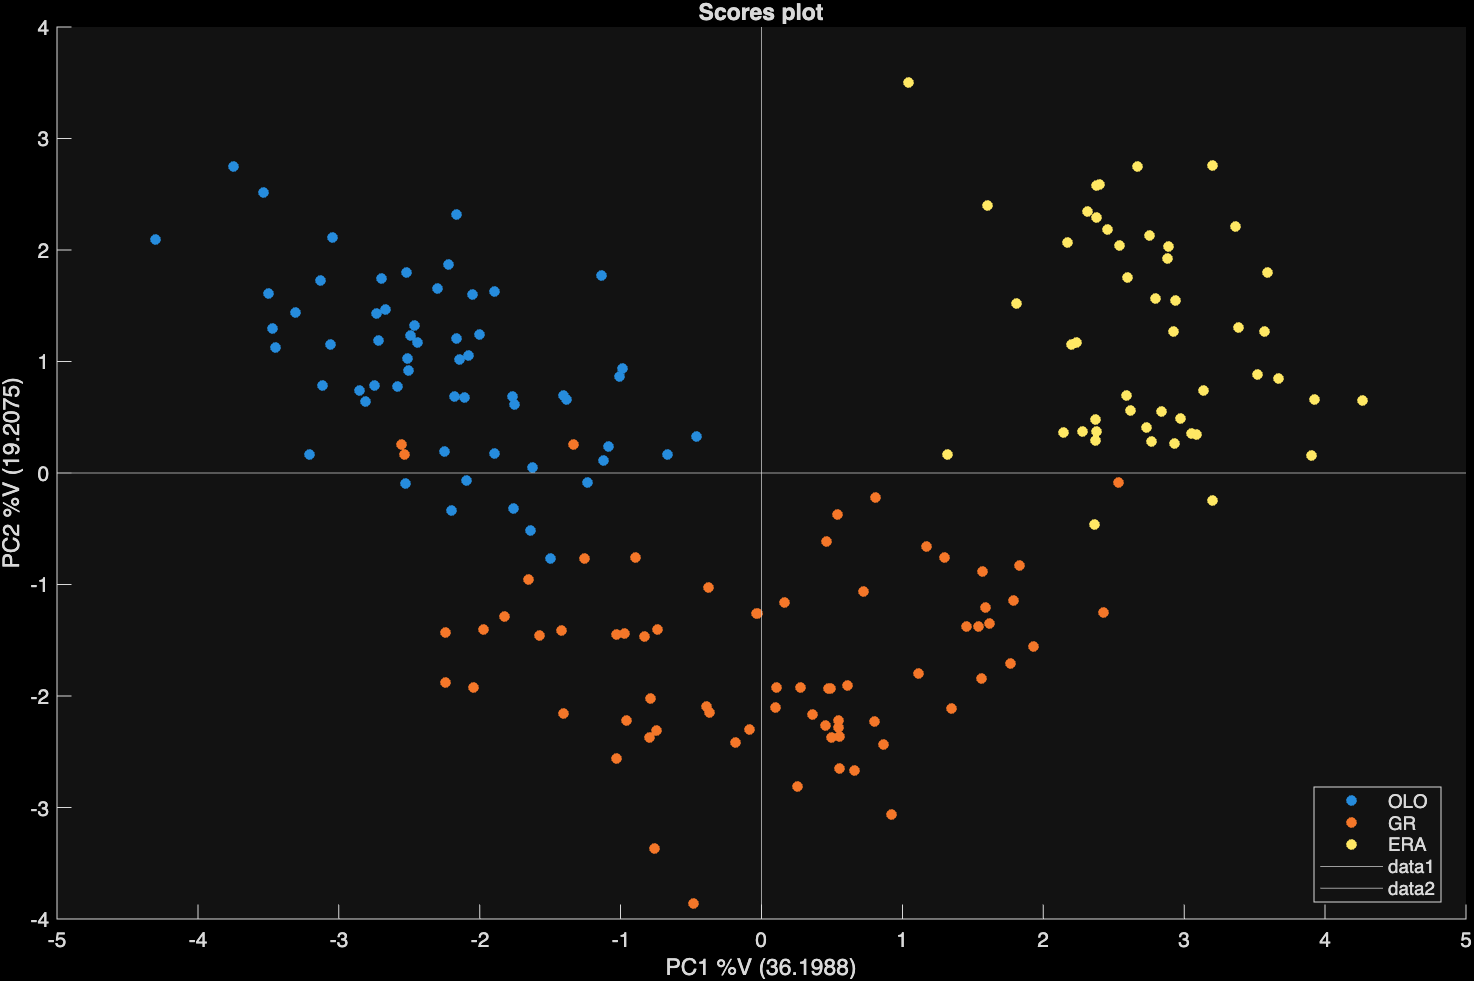 Scores plot
4
3
2
1
0
-1
-2
-3
-4
PC2 %V (19.2075)
-5 -4 -3 -2 -1 0 1 2 3 4 5
PC1 %V (36.1988)
OLO
GR
ERA
data1
data2